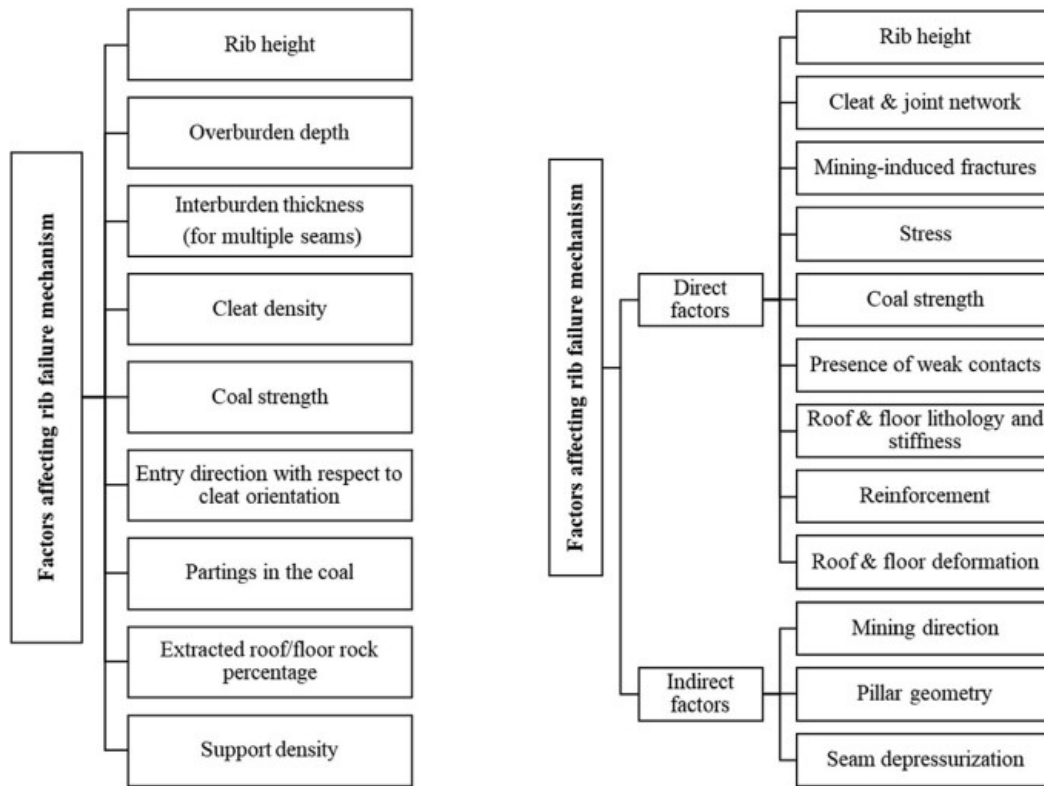 Factors affecting rib failure mechanism
Rib height
Overburden depth
Interburden thickness
(for multiple seams)
Cleat density
Coal strength
Entry direction with respect to
cleat orientation
Partings in the coal
Extracted roof/floor rock
percentage
Support density
Factors affecting rib failure mechanism
Direct
factors
Rib height
Cleat & joint network
Mining-induced fractures
Stress
Coal strength
Presence of weak contacts
Roof & floor lithology and
stiffness
Reinforcement
Roof & floor deformation
Indirect
factors
Mining direction
Pillar geometry
Seam depressurization